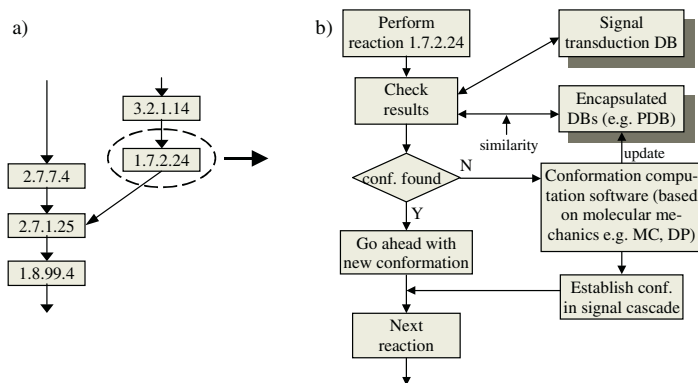 a)
3.2.1.14
1.7.2.24
2.7.7.4
2.7.1.25
1.8.99.4
b)
Perform
reaction 1.7.2.24
Signal
transduction DB
Check
results
Encapsulated
DBs (e.g. PDB)
similarity
update
conf. found
N
Y
Conformation compu-
tation software (based
on molecular me-
chanics e.g. MC, DP)
Go ahead with
new conformation
Establish conf.
in signal cascade
Next
reaction